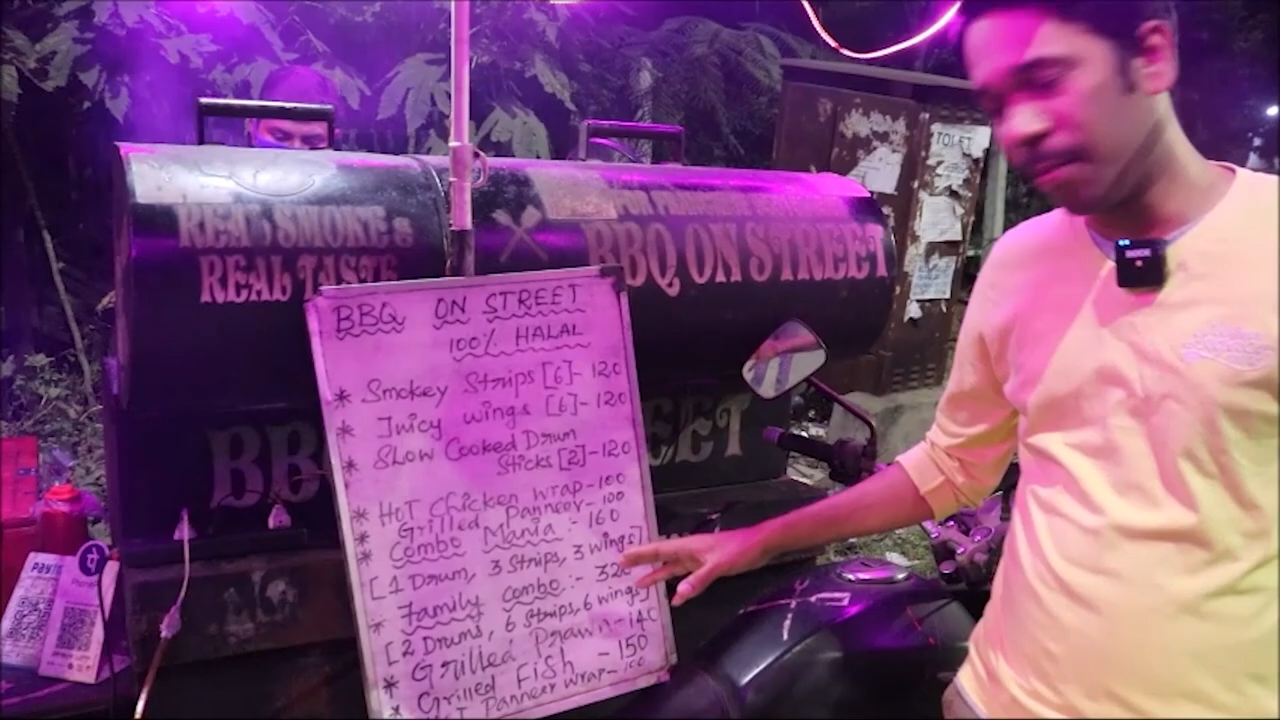 REAL SMOKE &
REAL TASTE
BBQ ON STREET
TOLET
BBQ ON STREET
100% HALAL
* Smokey Strips [6]- 120
* Juicy wings [6]- 120
* Slow Cooked Drum
Sticks [2]-120
* HOT Chicken wrap-100
* Grilled Panneer-100
* Combo Mania :- 160
[1 Drum, 3 Strips, 3 wings]
* Family combo :- 320
[2 Drums, 6 Strips, 6 wings]
* Grilled Prawn-140
* Grilled Fish -150
Panneer wrap-100
BB
EET